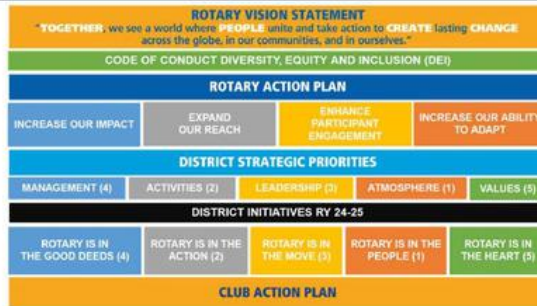 ROTARY VISION STATEMENT
"TOGETHER, we see a world where PEOPLE unite and take action to CREATE lasting CHANGE
across the globe, in our communities, and in ourselves."
CODE OF CONDUCT DIVERSITY, EQUITY AND INCLUSION (DEI)
ROTARY ACTION PLAN
INCREASE OUR IMPACT
EXPAND
OUR REACH
ENHANCE
PARTICIPANT
ENGAGEMENT
INCREASE OUR ABILITY
TO ADAPT
DISTRICT STRATEGIC PRIORITIES
MANAGEMENT (4)
ACTIVITIES (2)
LEADERSHIP (3)
ATMOSPHERE (1)
VALUES (5)
DISTRICT INITIATIVES RY 24-25
ROTARY IS IN
THE GOOD DEEDS (4)
ROTARY IS IN THE
ACTION (2)
ROTARY IS IN
THE MOVE (3)
ROTARY IS IN THE
PEOPLE (1)
ROTARY IS IN
THE HEART (5)
CLUB ACTION PLAN